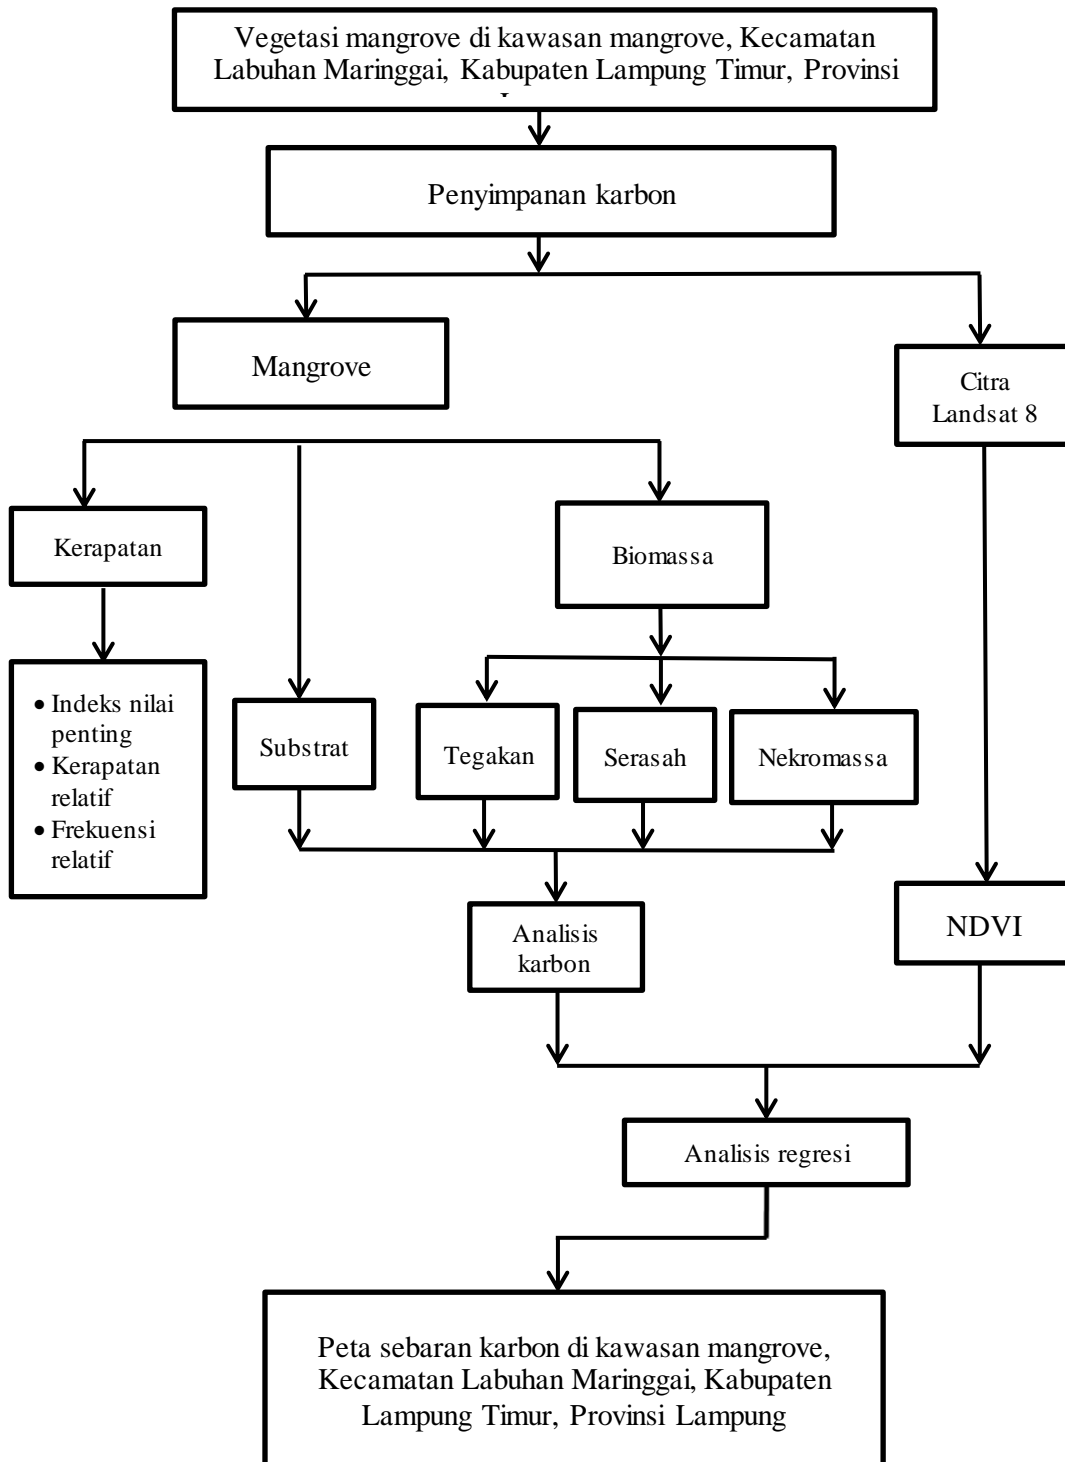 Vegetasi mangrove di kawasan mangrove, Kecamatan
Labuhan Maringgai, Kabupaten Lampung Timur, Provinsi
Penyimpanan karbon
Mangrove
Citra
Landsat 8
Kerapatan
Biomassa
• Indeks nilai
penting
• Kerapatan
relatif
• Frekuensi
relatif
Substrat
Tegakan
Serasah
Nekromassa
Analisis
karbon
NDVI
Analisis regresi
Peta sebaran karbon di kawasan mangrove,
Kecamatan Labuhan Maringgai, Kabupaten
Lampung Timur, Provinsi Lampung